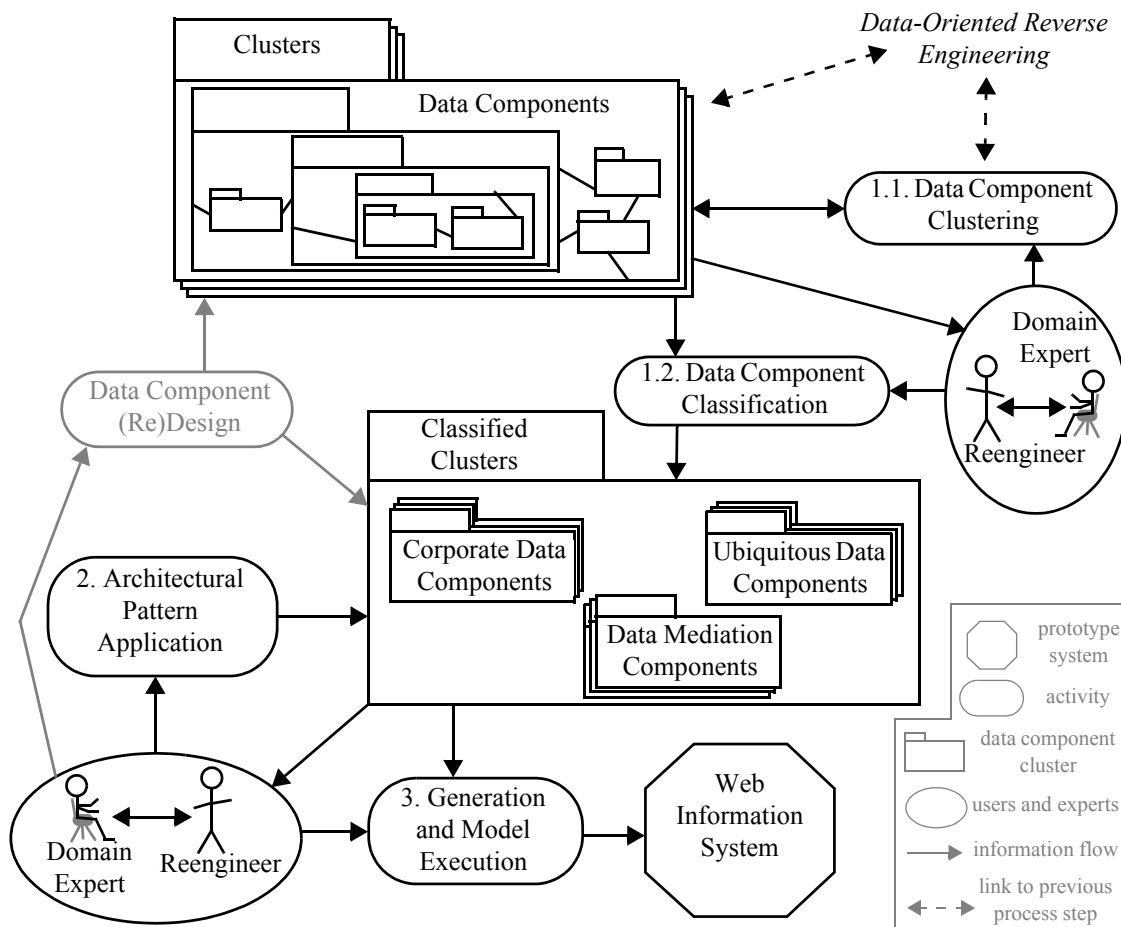 Clusters
Data-Oriented Reverse
Engineering
Data Components
1.1. Data Component
Clustering
Domain
Expert
Reengineer
1.2. Data Component
Classification
Data Component
(Re)Design
Classified
Clusters
Corporate Data
Components
Ubiquitous Data
Components
Data Mediation
Components
2. Architectural
Pattern
Application
Domain
Expert
Reengineer
3. Generation
and Model
Execution
Web
Information
System
prototype
system
activity
data component
cluster
users and experts
information flow
link to previous
process step